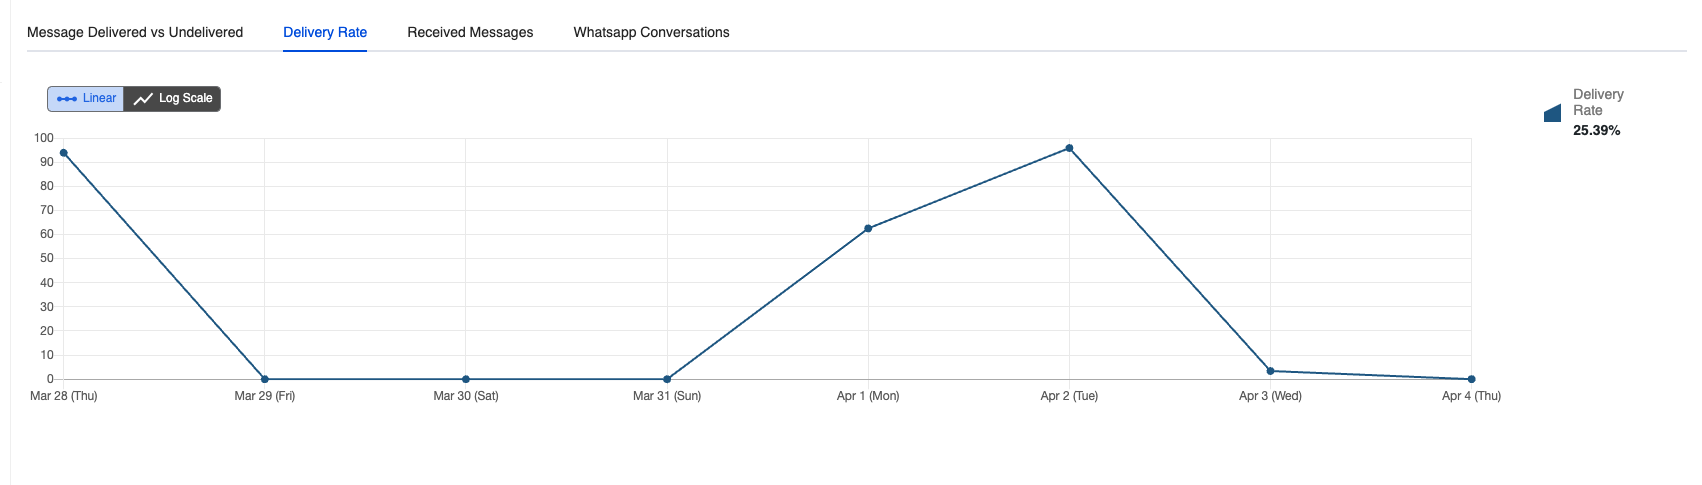 Message Delivered vs Undelivered Delivery Rate Received Messages Whatsapp Conversations
Linear Log Scale
Delivery
Rate
25.39%
100
90
80
70
60
50
40
30
20
10
0
Mar 28 (Thu) Mar 29 (Fri) Mar 30 (Sat) Mar 31 (Sun) Apr 1 (Mon) Apr 2 (Tue) Apr 3 (Wed) Apr 4 (Thu)